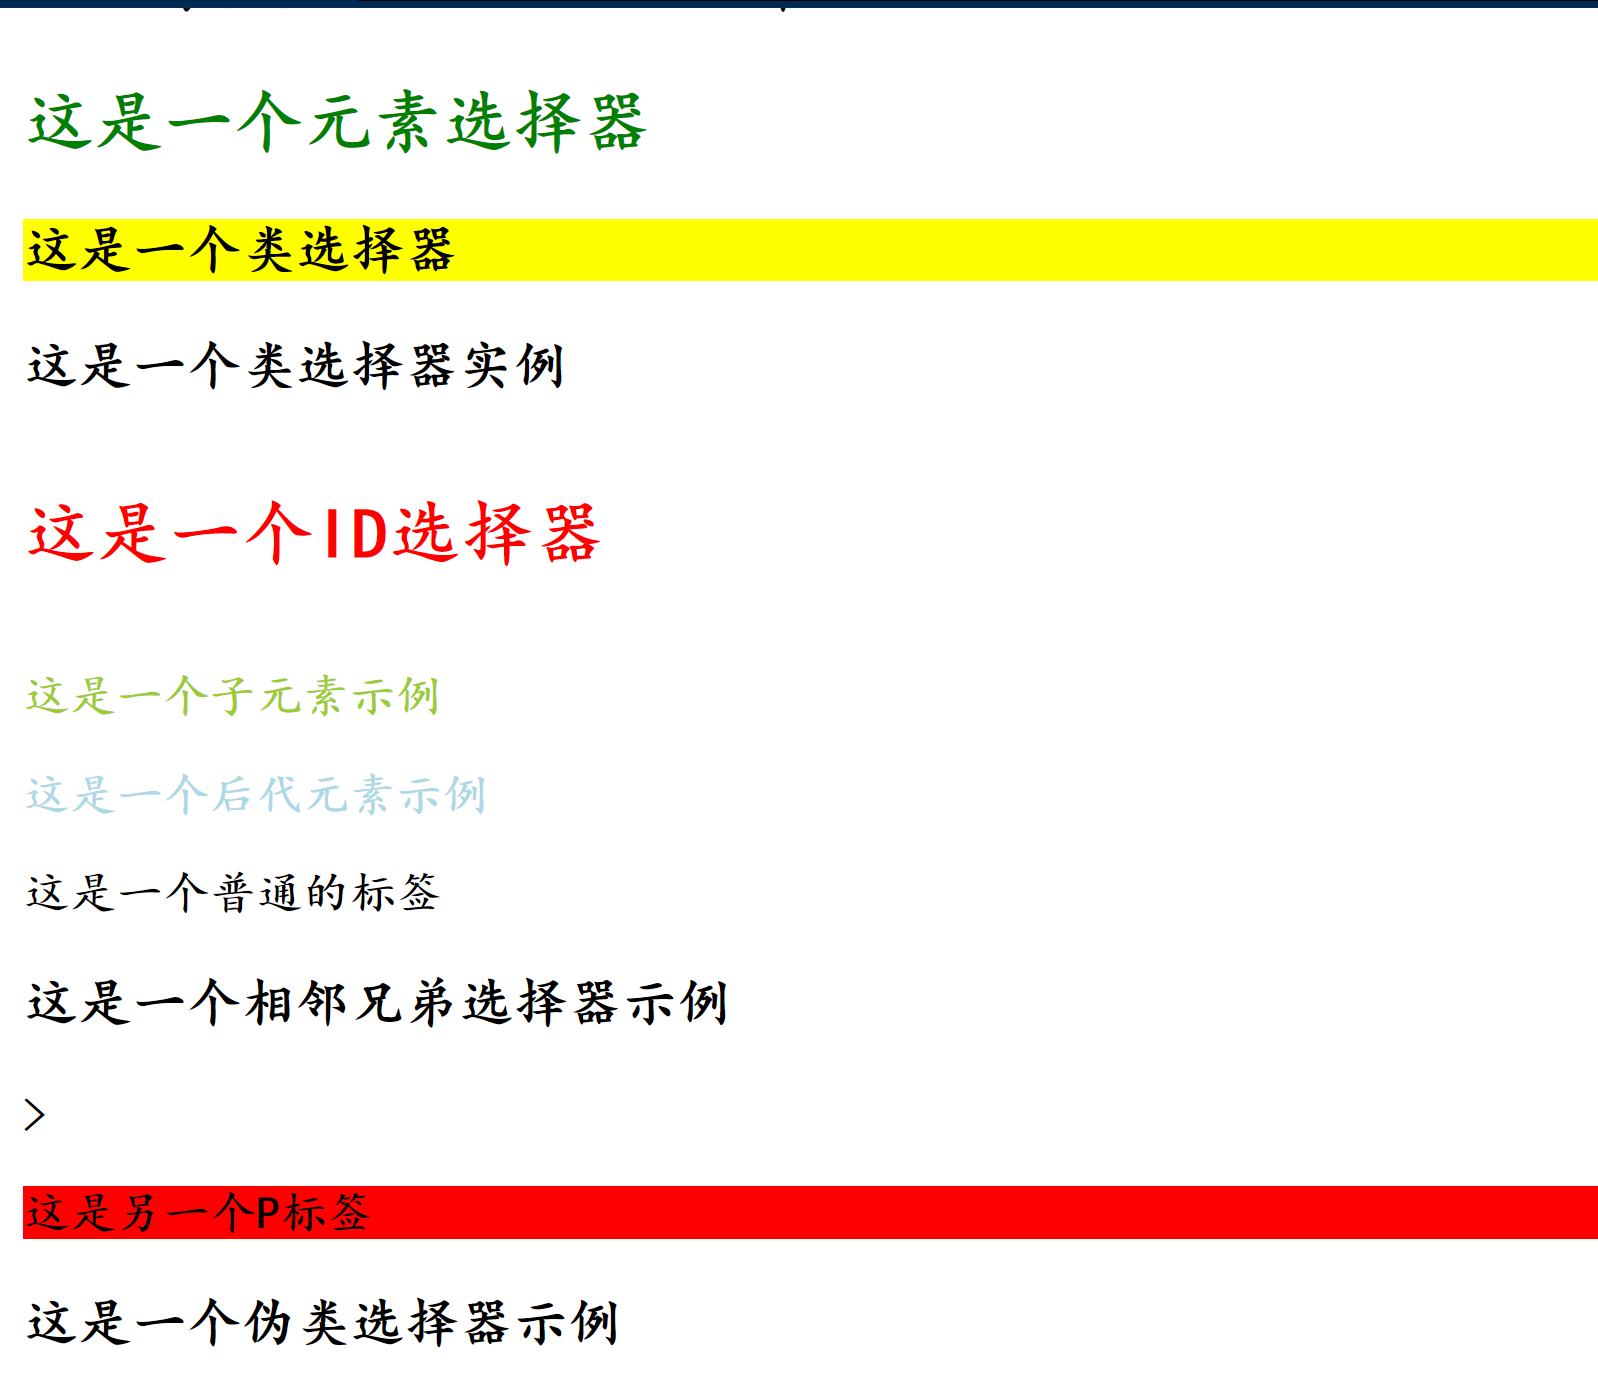 这是一个元素选择器
这是一个类选择器
这是一个类选择器实例
这是一个ID选择器
这是一个子元素示例
这是一个后代元素示例
这是一个普通的标签
这是一个相邻兄弟选择器示例
>
这是另一个P标签
这是一个伪类选择器示例